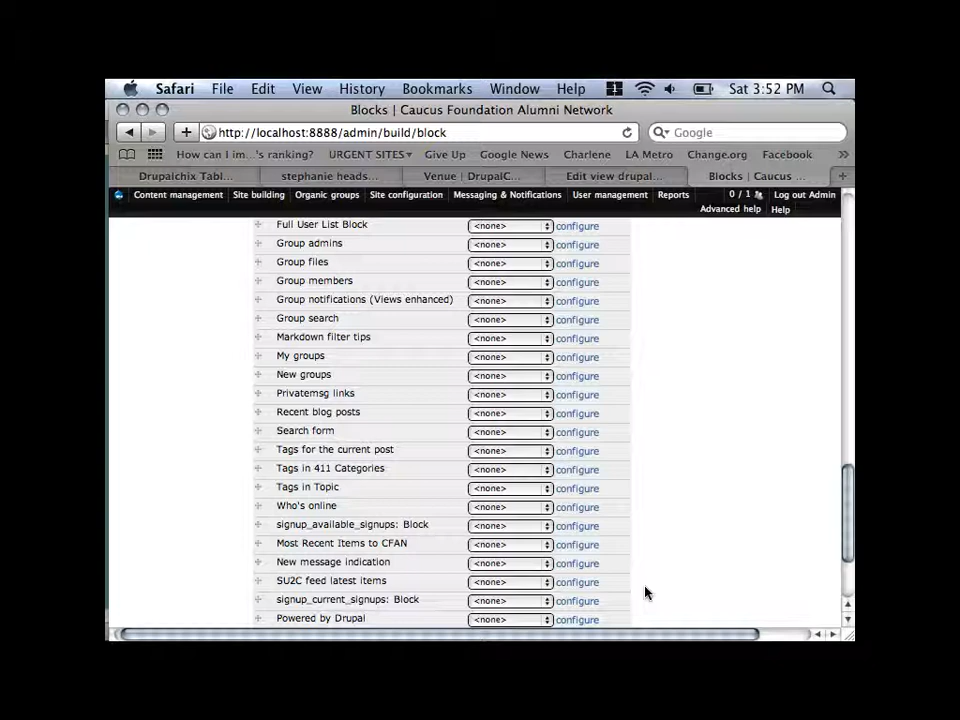 Safari File Edit View History Bookmarks Window Help Sat 3:52 PM
Blocks | Caucus Foundation Alumni Network
http://localhost:8888/admin/build/block Google
How can I im...'s ranking? URGENT SITES Give Up Google News Charlene LA Metro Change.org Facebook
Drupalchix Tabl... stephanie heads... Venue | DrupalC... Edit view drupal... Blocks | Caucus ...
Content management Site building Organic groups Site configuration Messaging & Notifications User management Reports 0 / 1 Log out Admin
Advanced help Help
Full User List Block <none> configure
Group admins <none> configure
Group files <none> configure
Group members <none> configure
Group notifications (Views enhanced) <none> configure
Group search <none> configure
Markdown filter tips <none> configure
My groups <none> configure
New groups <none> configure
Privatemsg links <none> configure
Recent blog posts <none> configure
Search form <none> configure
Tags for the current post <none> configure
Tags in 411 Categories <none> configure
Tags in Topic <none> configure
Who's online <none> configure
signup_available_signups: Block <none> configure
Most Recent Items to CFAN <none> configure
New message indication <none> configure
SU2C feed latest items <none> configure
signup_current_signups: Block <none> configure
Powered by Drupal <none> configure